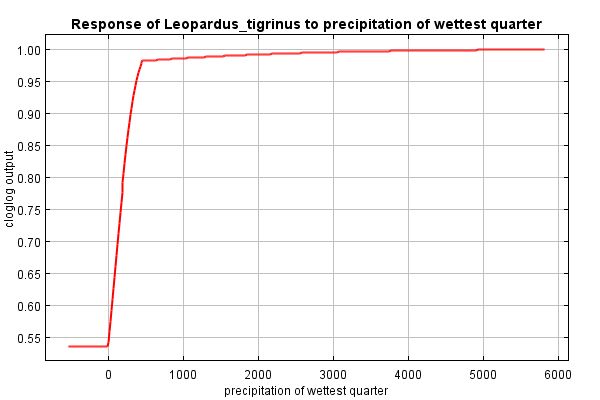 Response of Leopardus_tigrinus to precipitation of wettest quarter
1.00
0.95
0.90
0.85
0.80
0.75
0.70
0.65
0.60
0.55
cloglog output
0 1000 2000 3000 4000 5000 6000
precipitation of wettest quarter